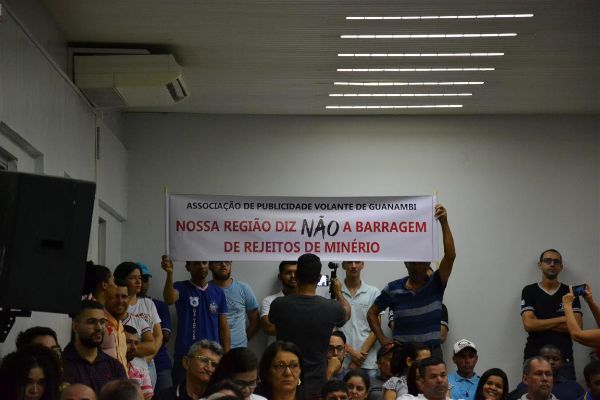 ASSOCIAÇÃO DE PUBLICIDADE VOLANTE DE GUANAMBI
NOSSA REGIÃO DIZ NÃO A BARRAGEM
DE REJEITOS DE MINÉRIO